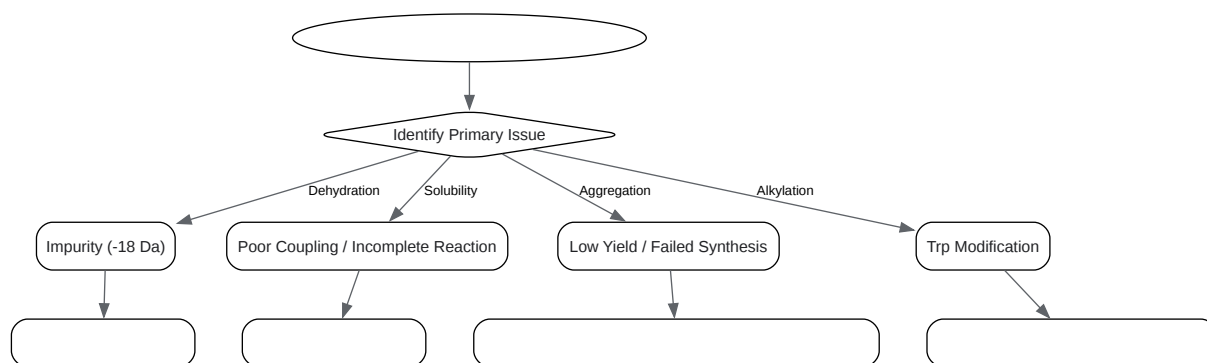 Identify Primary Issue
Dehydration
Solubility
Aggregation
Alkylation
Impurity (-18 Da)
Poor Coupling / Incomplete Reaction
Low Yield / Failed Synthesis
Trp Modification